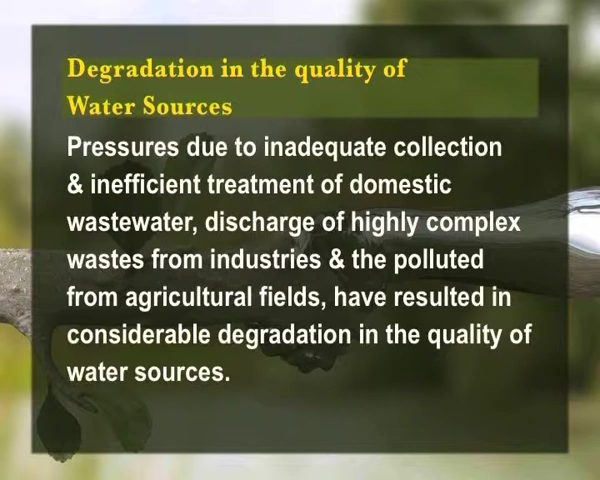 Degradation in the quality of
Water Sources
Pressures due to inadequate collection
& inefficient treatment of domestic
wastewater, discharge of highly complex
wastes from industries & the polluted
from agricultural fields, have resulted in
considerable degradation in the quality of
water sources.